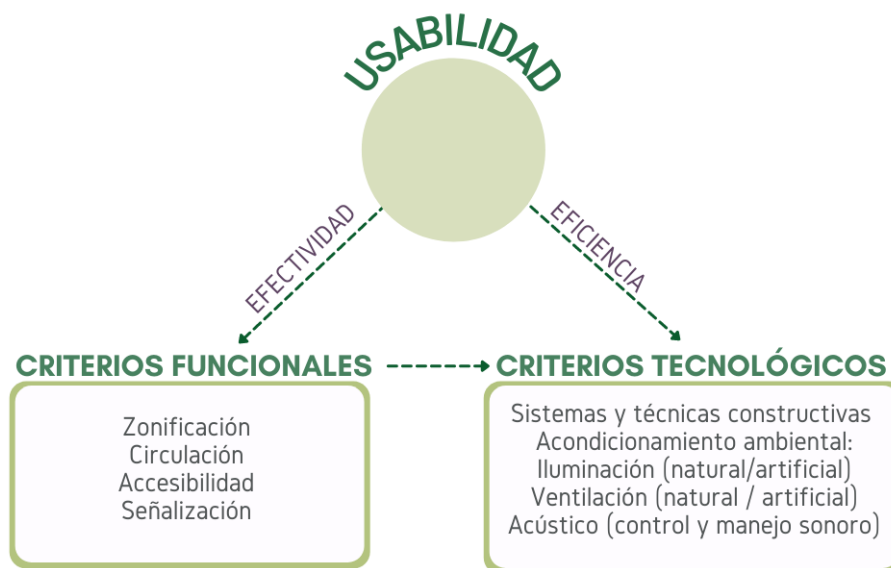 USABILIDAD
EFECTIVIDAD
EFICIENCIA
CRITERIOS FUNCIONALES
Zonificación
Circulación
Accesibilidad
Señalización
CRITERIOS TECNOLÓGICOS
Sistemas y técnicas constructivas
Acondicionamiento ambiental:
Iluminación (natural/artificial)
Ventilación (natural / artificial)
Acústico (control y manejo sonoro)